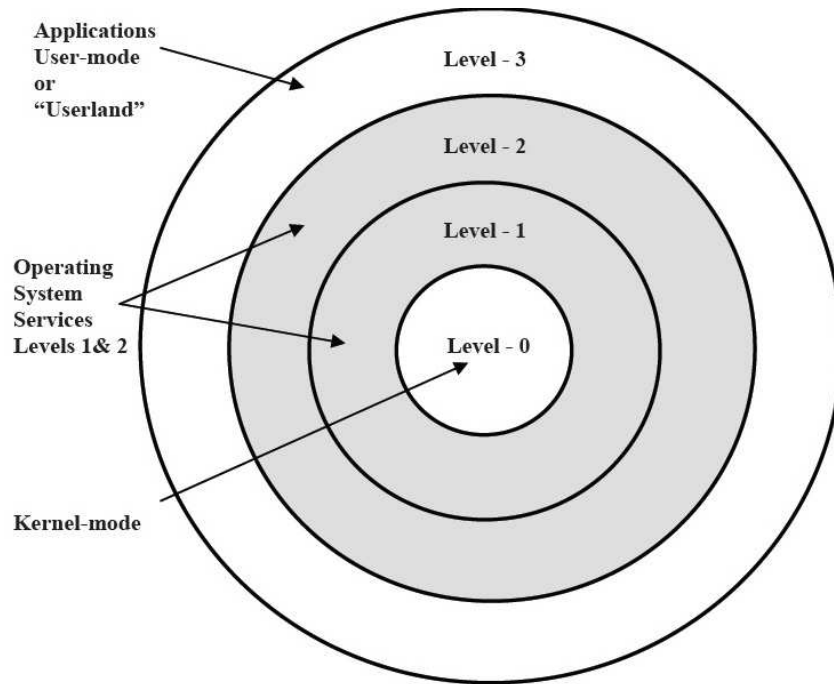 Applications
User-mode
or
“Userland”
Level - 3
Level - 2
Level - 1
Operating
System
Services
Levels 1& 2
Level - 0
Kernel-mode